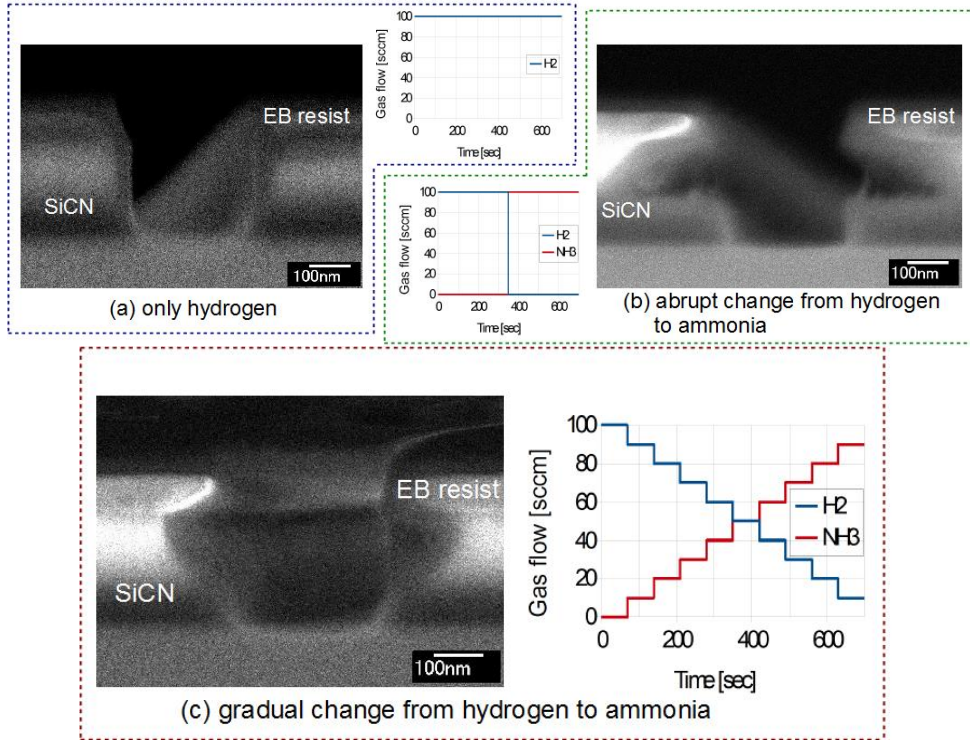 EB resist
SiCN
100nm
(a) only hydrogen
Gas flow [sccm]
100
80
60
40
20
0
0 200 400 600
Time [sec]
H2
EB resist
SiCN
100nm
(b) abrupt change from hydrogen
to ammonia
Gas flow [sccm]
100
80
60
40
20
0
0 200 400 600
Time [sec]
H2
NH3
EB resist
SiCN
100nm
Gas flow [sccm]
100
80
60
40
20
0
0 200 400 600
Time [sec]
H2
NH3
(c) gradual change from hydrogen to ammonia